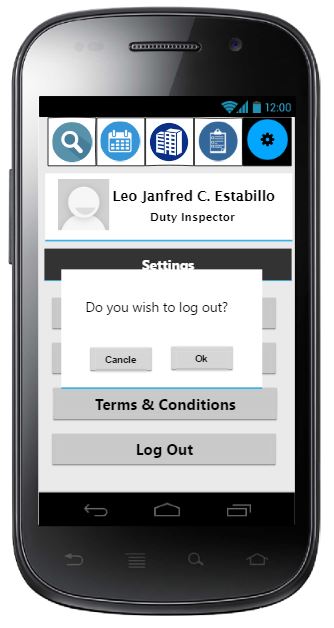 12:00
Leo Janfred C. Estabillo
Duty Inspector
Settings
Do you wish to log out?
Cancle Ok
Terms & Conditions
Log Out